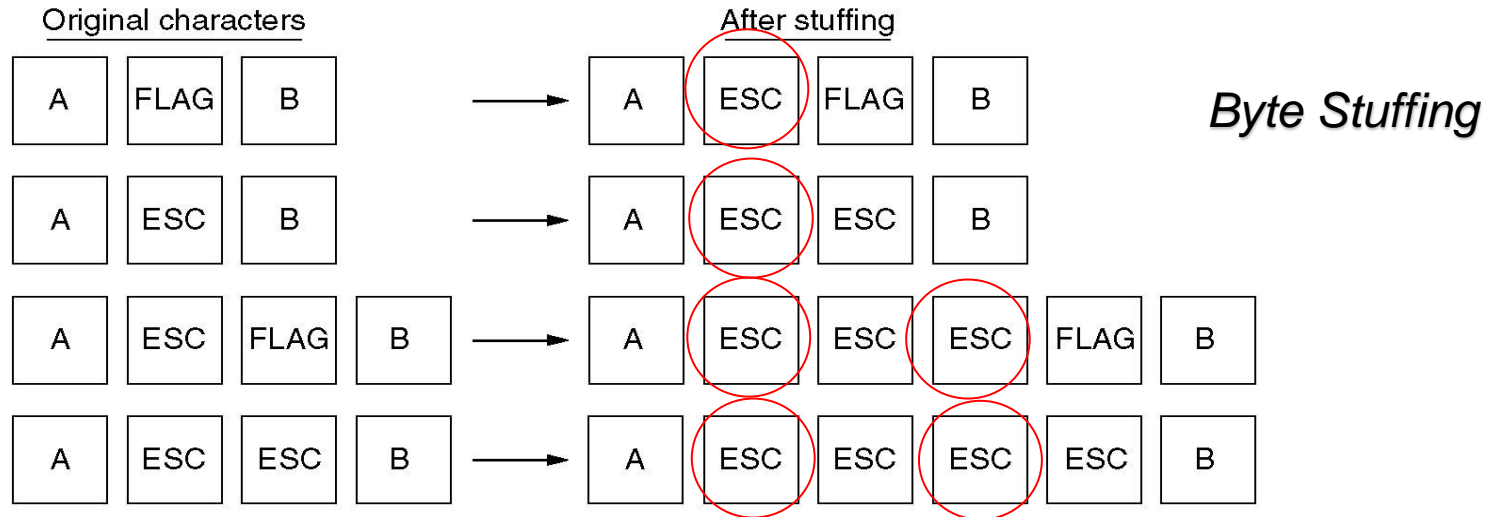 Original characters After stuffing
A FLAG B A ESC FLAG B
Byte Stuffing
A ESC B A ESC ESC B
A ESC FLAG B A ESC ESC ESC FLAG B
A ESC ESC B A ESC ESC ESC ESC B